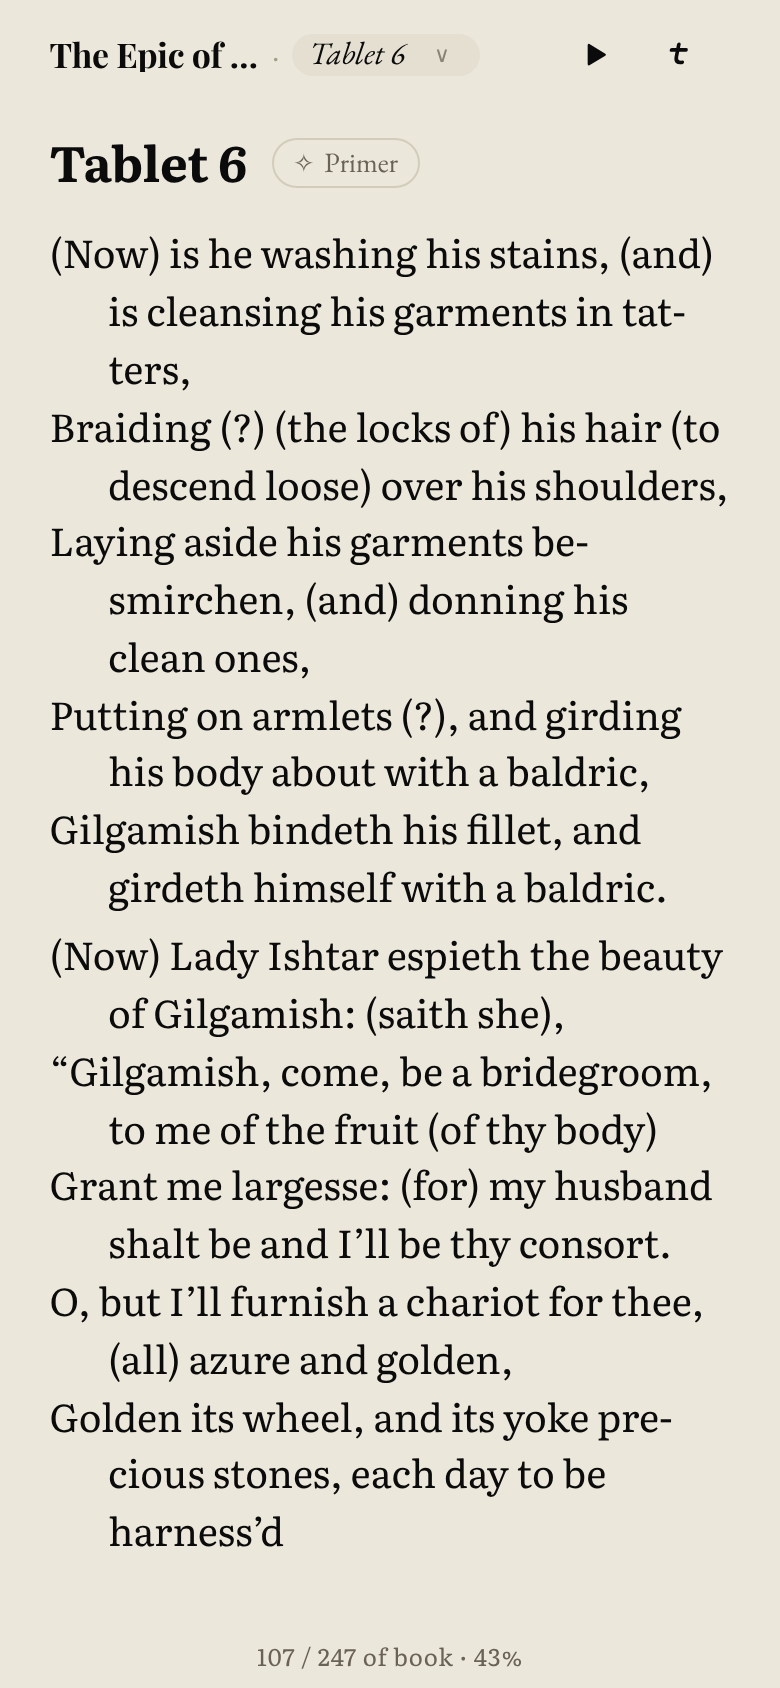 The Epic of ... · Tablet 6 ∨ t
Tablet 6 ✧ Primer
(Now) is he washing his stains, (and)
is cleansing his garments in tat-
ters,
Braiding (?) (the locks of) his hair (to
descend loose) over his shoulders,
Laying aside his garments be-
smirchen, (and) donning his
clean ones,
Putting on armlets (?), and girding
his body about with a baldric,
Gilgamish bindeth his fillet, and
girdeth himself with a baldric.
(Now) Lady Ishtar espieth the beauty
of Gilgamish: (saith she),
“Gilgamish, come, be a bridegroom,
to me of the fruit (of thy body)
Grant me largesse: (for) my husband
shalt be and I’ll be thy consort.
O, but I’ll furnish a chariot for thee,
(all) azure and golden,
Golden its wheel, and its yoke pre-
cious stones, each day to be
harness’d
107 / 247 of book · 43%